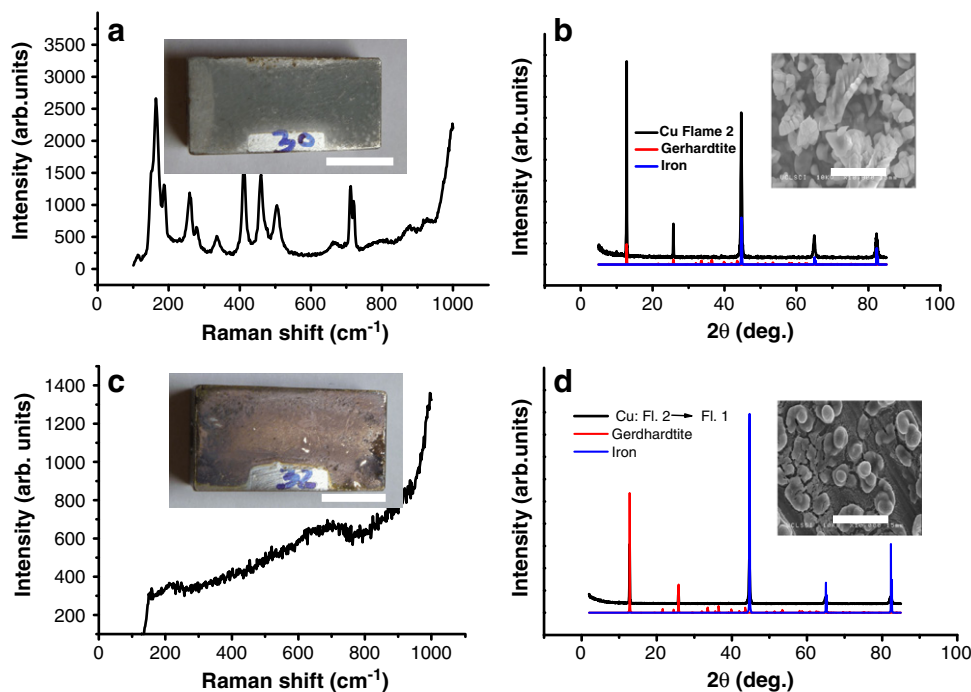 a
3500
3000
2500
2000
1500
1000
500
0
Intensity (arb.units)
30
0 200 400 600 800 1000
Raman shift (cm-1)
b
Intensity (arb.units)
Cu Flame 2
Gerhardtite
Iron
0 20 40 60 80 100
2θ (deg.)
c
1400
1200
1000
800
600
400
200
Intensity (arb. units)
32
200 400 600 800 1000
Raman shift (cm-1)
d
Intensity (arb.units)
Cu: Fl. 2 → Fl. 1
Gerdhardtite
Iron
0 20 40 60 80 100
2θ (deg.)